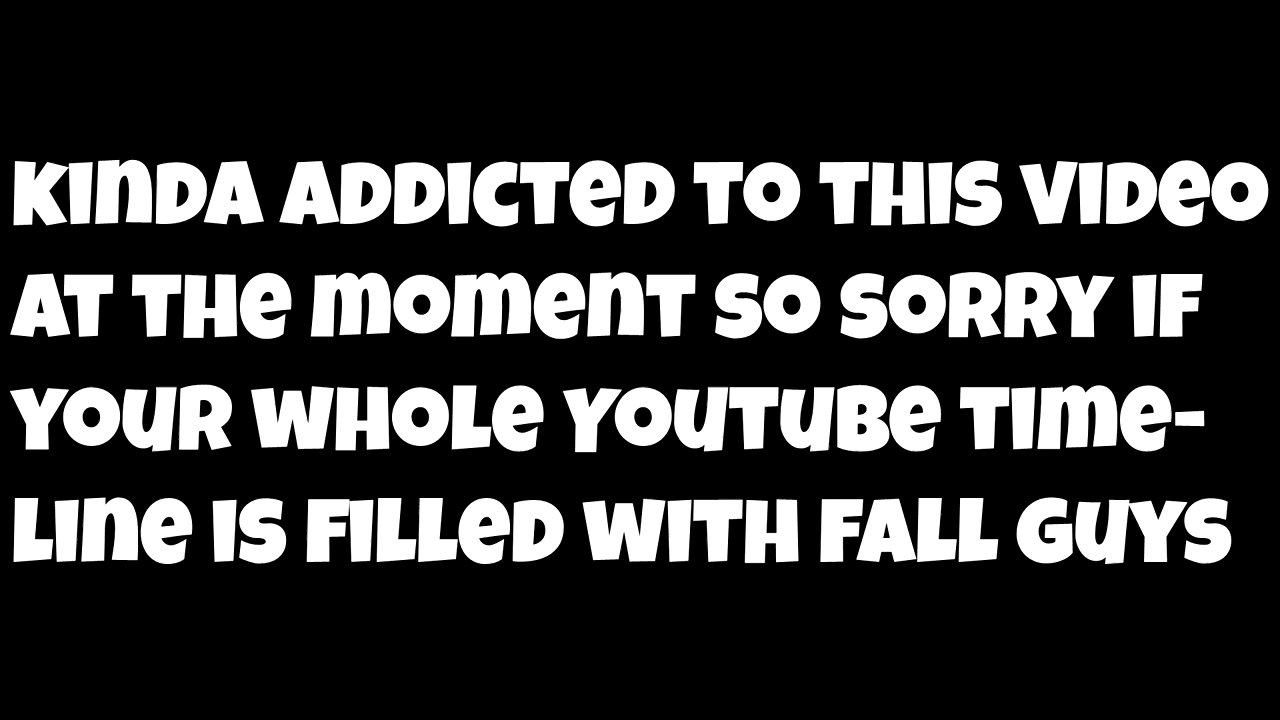 KINDA ADDICTED TO THIS VIDEO
AT THE MOMENT SO SORRY IF
YOUR WHOLE YOUTUBE TIME-
LINE IS FILLED WITH FALL GUYS